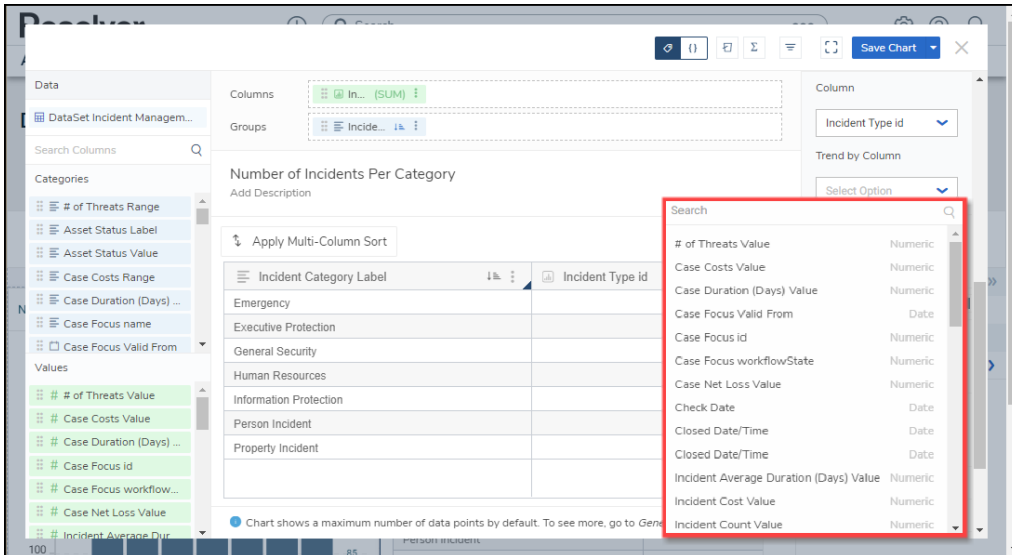 Resolver
Search
Save Chart
Data
DataSet Incident Managem...
Search Columns
Categories
# of Threats Range
Asset Status Label
Asset Status Value
Case Costs Range
Case Duration (Days) ...
Case Focus name
Case Focus Valid From
Values
# # of Threats Value
# Case Costs Value
# Case Duration (Days) ...
# Case Focus id
# Case Focus workflow...
# Case Net Loss Value
# Incident Average Dur...
Columns
In... (SUM)
Groups
Incide...
Number of Incidents Per Category
Add Description
Apply Multi-Column Sort
Incident Category Label
Incident Type id
Emergency
Executive Protection
General Security
Human Resources
Information Protection
Person Incident
Property Incident
Chart shows a maximum number of data points by default. To see more, go to Gene
Column
Incident Type id
Trend by Column
Select Option
Search
# of Threats Value Numeric
Case Costs Value Numeric
Case Duration (Days) Value Numeric
Case Focus Valid From Date
Case Focus id Numeric
Case Focus workflowState Numeric
Case Net Loss Value Numeric
Check Date Date
Closed Date/Time Date
Closed Date/Time Date
Incident Average Duration (Days) Value Numeric
Incident Cost Value Numeric
Incident Count Value Numeric
100
85
Person Incident